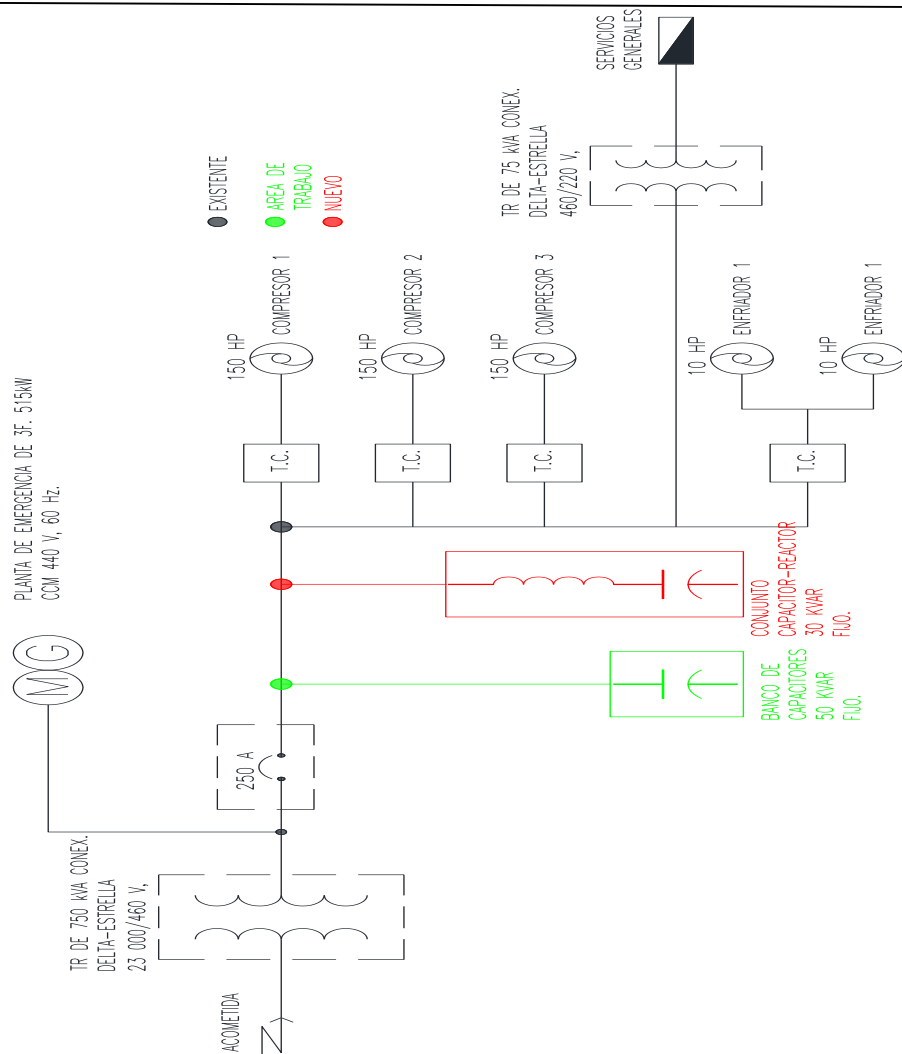 ACOMETIDA
TR DE 750 kVA CONEX.
DELTA-ESTRELLA
23 000/460 V,
PLANTA DE EMERGENCIA DE 3F. 515kW
CCM 440 V, 60 Hz.
M
G
250 A
BANCO DE
CAPACITORES
50 KVAR
FIJO.
CONJUNTO
CAPACITOR-REACTOR
30 KVAR
FIJO.
T.C.
150 HP
COMPRESOR 1
T.C.
150 HP
COMPRESOR 2
T.C.
150 HP
COMPRESOR 3
T.C.
10 HP
ENFRIADOR 1
10 HP
ENFRIADOR 1
TR DE 75 kVA CONEX.
DELTA-ESTRELLA
460/220 V,
SERVICIOS
GENERALES
EXISTENTE
AREA DE
TRABAJO
NUEVO